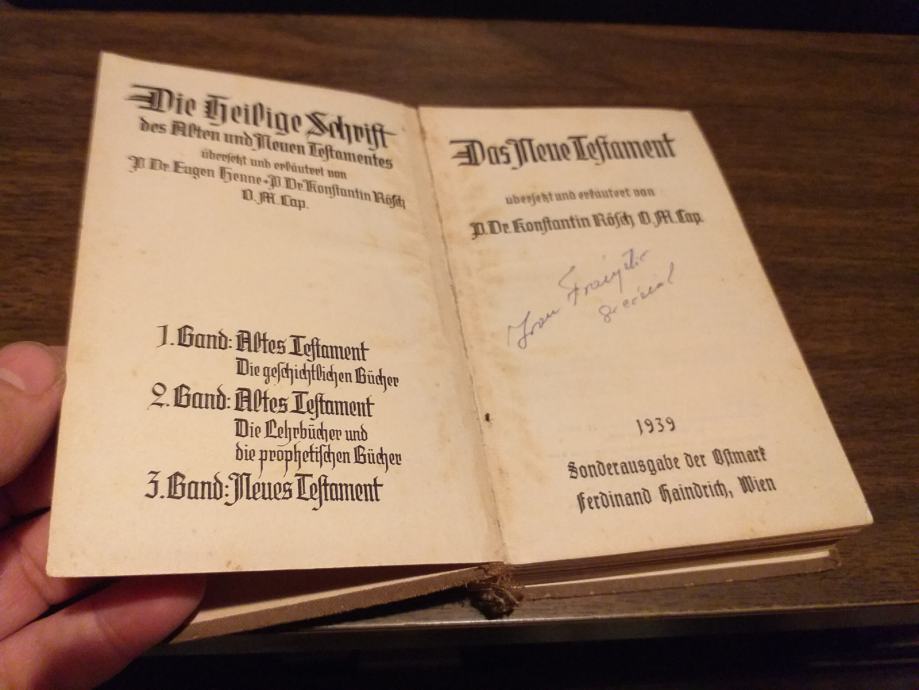 Die Heilige Schrift
des Alten und Neuen Testamentes
übersetzt und erläutert von
P. Dr. Eugen Henne · P. Dr. Konstantin Rösch
O. M. Cap.
1. Band: Altes Testament
Die geschichtlichen Bücher
2. Band: Altes Testament
Die Lehrbücher und
die prophetischen Bücher
3. Band: Neues Testament
Das Neue Testament
übersetzt und erläutert von
P. Dr. Konstantin Rösch O. M. Cap.
1939
Sonderausgabe der Ostmark
Ferdinand Haindrich, Wien